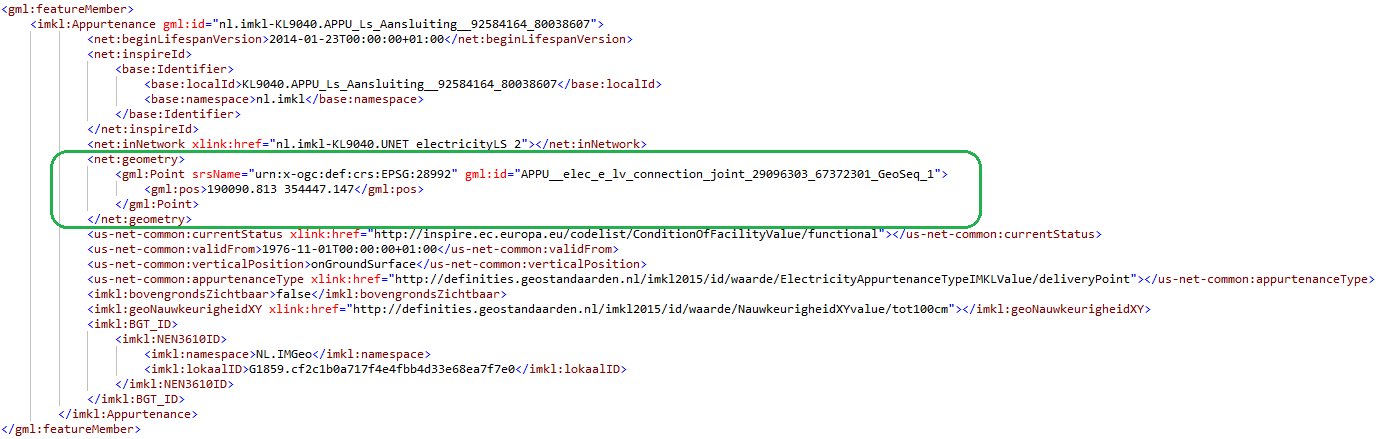 <gml:featureMember>
<imkl:Appurtenance gml:id="nl.imkl-KL9040.APPU_Ls_Aansluiting__92584164_80038607">
<net:beginLifespanVersion>2014-01-23T00:00:00+01:00</net:beginLifespanVersion>
<net:inspireId>
<base:Identifier>
<base:localId>KL9040.APPU_Ls_Aansluiting__92584164_80038607</base:localId>
<base:namespace>nl.imkl</base:namespace>
</base:Identifier>
</net:inspireId>
<net:inNetwork xlink:href="nl.imkl-KL9040.UNET electricityLS 2"></net:inNetwork>
<net:geometry>
<gml:Point srsName="urn:x-ogc:def:crs:EPSG:28992" gml:id="APPU__elec_e_lv_connection_joint_29096303_67372301_GeoSeq_1">
<gml:pos>190090.813 354447.147</gml:pos>
</gml:Point>
</net:geometry>
<us-net-common:currentStatus xlink:href="http://inspire.ec.europa.eu/codelist/ConditionOfFacilityValue/functional"></us-net-common:currentStatus>
<us-net-common:validFrom>1976-11-01T00:00:00+01:00</us-net-common:validFrom>
<us-net-common:verticalPosition>onGroundSurface</us-net-common:verticalPosition>
<us-net-common:appurtenanceType xlink:href="http://definities.geostandaarden.nl/imkl2015/id/waarde/ElectricityAppurtenanceTypeIMKLValue/deliveryPoint"></us-net-common:appurtenanceType>
<imkl:bovengrondsZichtbaar>false</imkl:bovengrondsZichtbaar>
<imkl:geoNauwkeurigheidXY xlink:href="http://definities.geostandaarden.nl/imkl2015/id/waarde/NauwkeurigheidXYvalue/tot100cm"></imkl:geoNauwkeurigheidXY>
<imkl:BGT_ID>
<imkl:NEN3610ID>
<imkl:namespace>NL.IMGeo</imkl:namespace>
<imkl:lokaalID>G1859.cf2c1b0a717f4e4fbb4d33e68ea7f7e0</imkl:lokaalID>
</imkl:NEN3610ID>
</imkl:BGT_ID>
</imkl:Appurtenance>
</gml:featureMember>